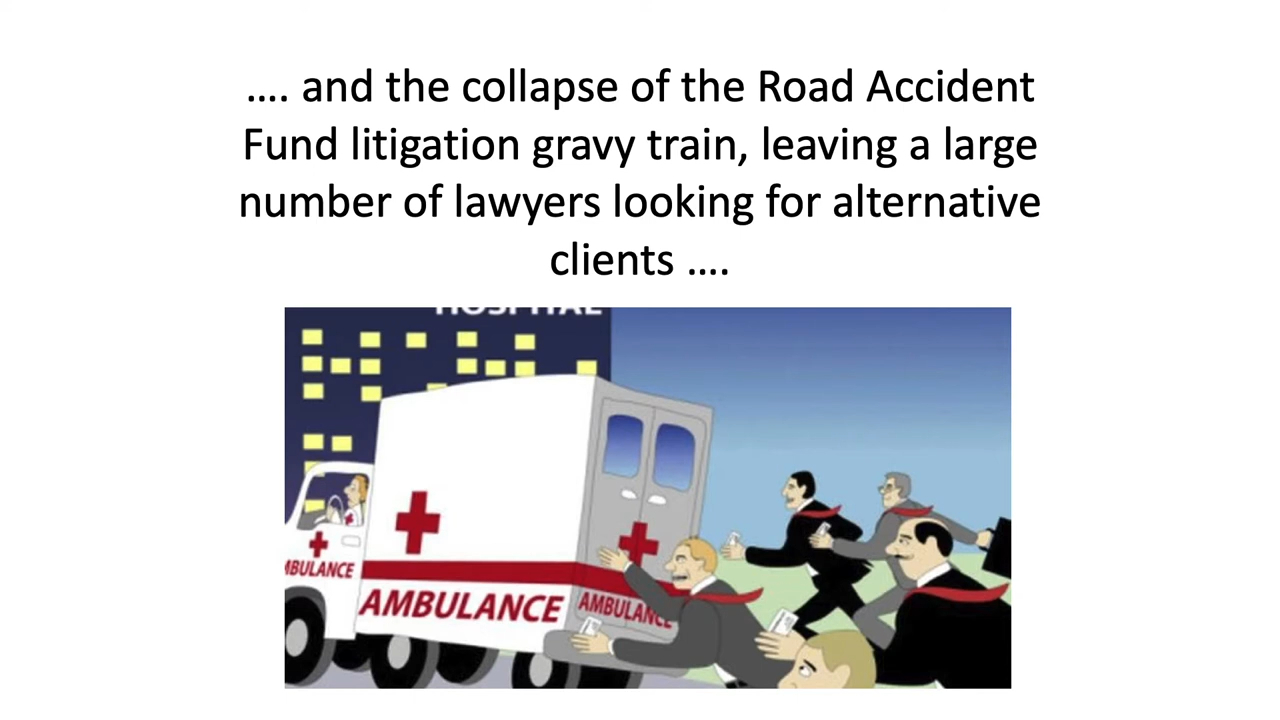 …. and the collapse of the Road Accident
Fund litigation gravy train, leaving a large
number of lawyers looking for alternative
clients ….
HOSPITAL
AMBULANCE
AMBULANCE
MBULANCE